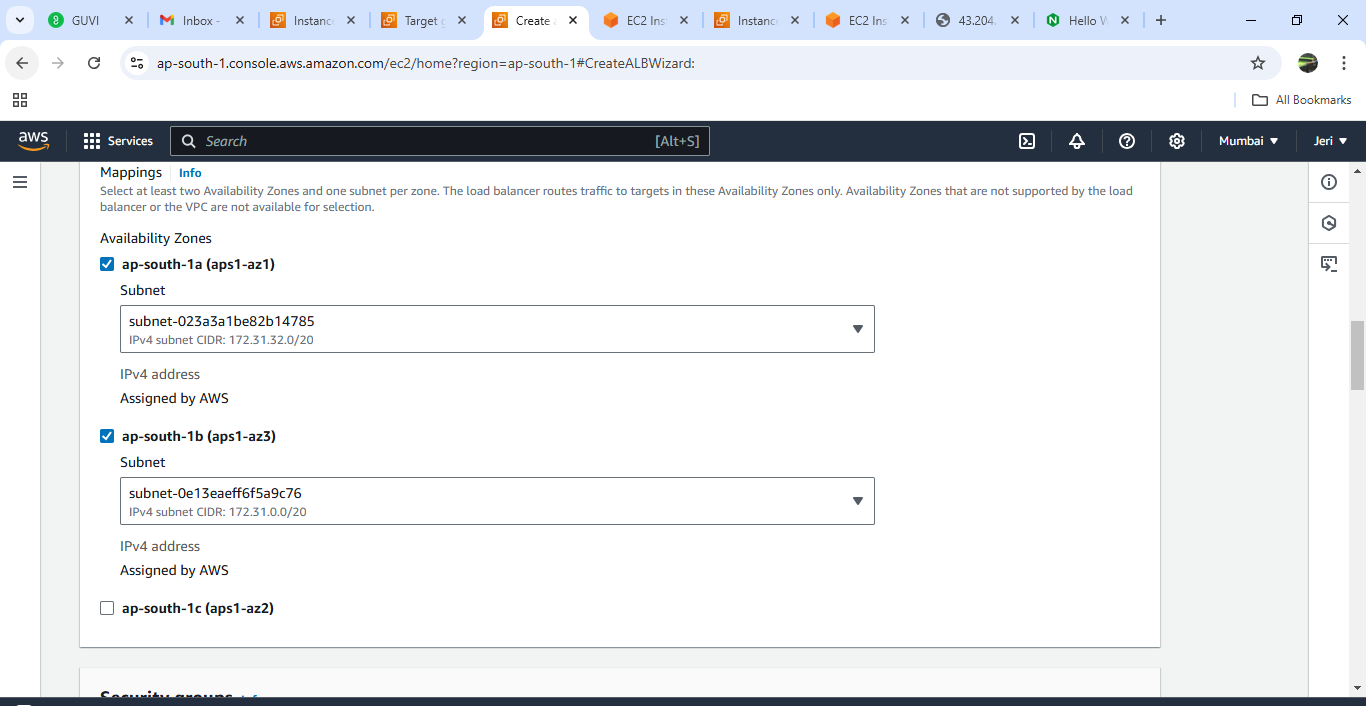 GUVI
Inbox -
Instanc
Target g
Create
EC2 Ins
Instanc
EC2 Ins
43.204.
Hello W
ap-south-1.console.aws.amazon.com/ec2/home?region=ap-south-1#CreateALBWizard:
All Bookmarks
aws
Services
Search
[Alt+S]
Mumbai
Jeri
Mappings
Info
Select at least two Availability Zones and one subnet per zone. The load balancer routes traffic to targets in these Availability Zones only. Availability Zones that are not supported by the load
balancer or the VPC are not available for selection.
Availability Zones
ap-south-1a (aps1-az1)
Subnet
subnet-023a3a1be82b14785
IPv4 subnet CIDR: 172.31.32.0/20
IPv4 address
Assigned by AWS
ap-south-1b (aps1-az3)
Subnet
subnet-0e13eaeff6f5a9c76
IPv4 subnet CIDR: 172.31.0.0/20
IPv4 address
Assigned by AWS
ap-south-1c (aps1-az2)
Security groups
Info